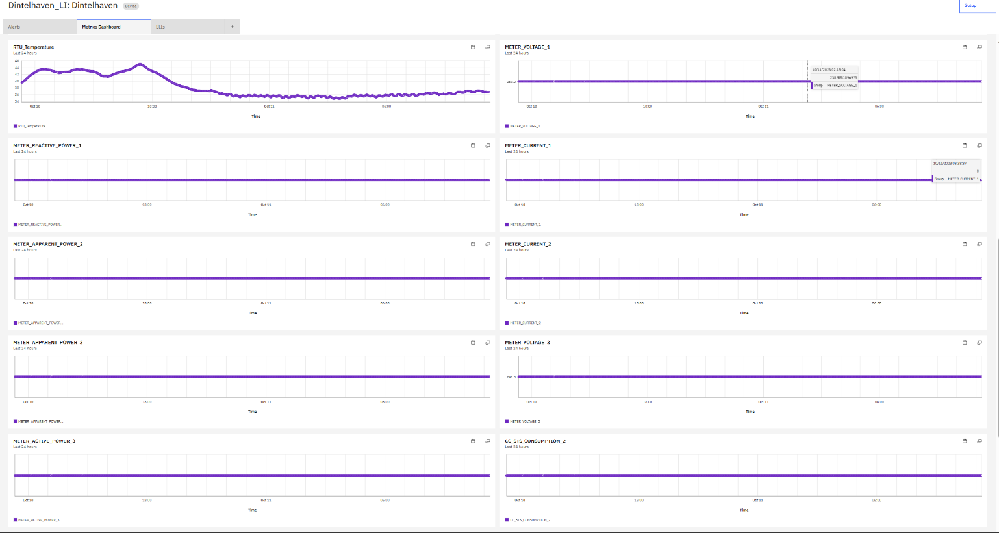 Dintelhaven_LI: Dintelhaven Device
Setup
Alerts Metrics Dashboard SLIs +
RTU_Temperature
Last 24 hours
46
44
42
40
38
36
34
Oct 10 18:00 Oct 11 06:00
Time
RTU_Temperature
METER_VOLTAGE_1
Last 24 hours
239.0
10/11/2023 02:18:04
238.9881896973
Group METER_VOLTAGE_1
Oct 10 18:00 Oct 11 06:00
Time
METER_VOLTAGE_1
METER_REACTIVE_POWER_1
Last 24 hours
Oct 10 18:00 Oct 11 06:00
Time
METER_REACTIVE_POWER...
METER_CURRENT_1
Last 24 hours
10/11/2023 08:38:37
0
Group METER_CURRENT_1
Oct 10 18:00 Oct 11 06:00
Time
METER_CURRENT_1
METER_APPARENT_POWER_2
Last 24 hours
Oct 10 18:00 Oct 11 06:00
Time
METER_APPARENT_POWER...
METER_CURRENT_2
Last 24 hours
Oct 10 18:00 Oct 11 06:00
Time
METER_CURRENT_2
METER_APPARENT_POWER_3
Last 24 hours
Oct 10 18:00 Oct 11 06:00
Time
METER_APPARENT_POWER...
METER_VOLTAGE_3
Last 24 hours
241.3
Oct 10 18:00 Oct 11 06:00
Time
METER_VOLTAGE_3
METER_ACTIVE_POWER_3
Last 24 hours
Oct 10 18:00 Oct 11 06:00
Time
METER_ACTIVE_POWER_3
CC_STS_CONSUMPTION_2
Last 24 hours
Oct 10 18:00 Oct 11 06:00
Time
CC_STS_CONSUMPTION_2